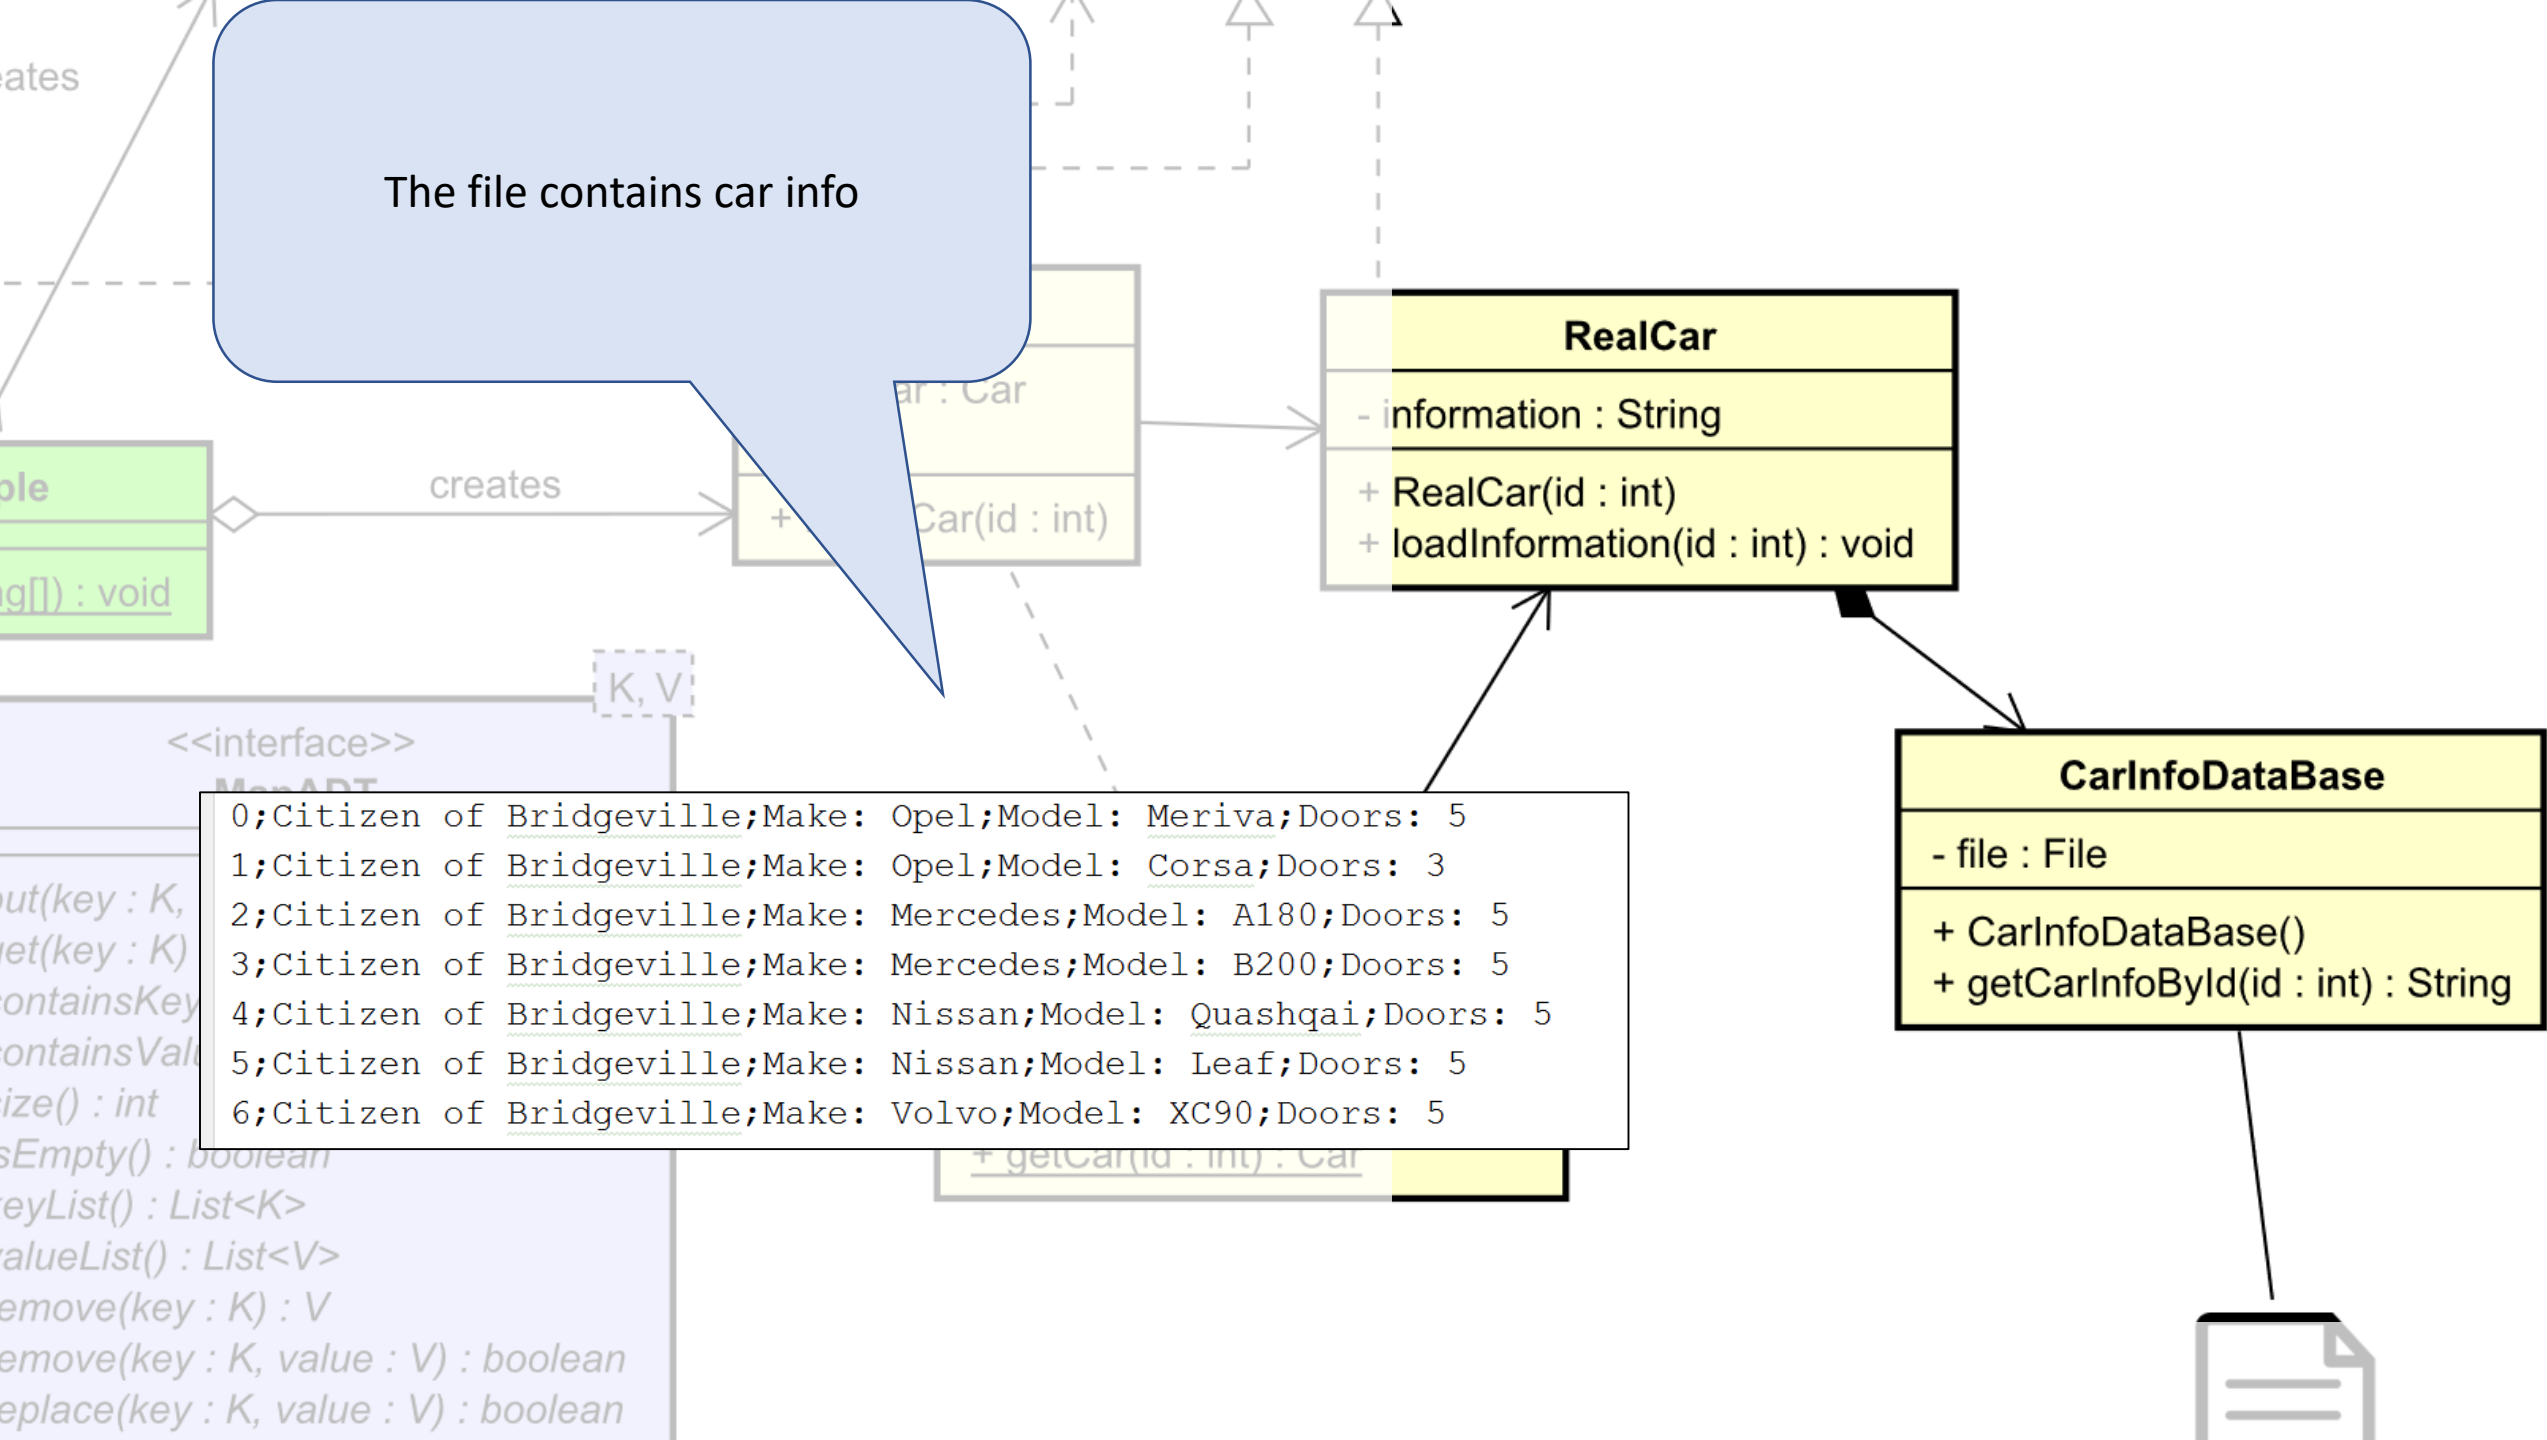 The file contains car info
creates
RealCar
- information : String
+ RealCar(id : int)
+ loadInformation(id : int) : void
: Car
+ Car(id : int)
: void
K, V
<<interface>>
MapADT
CarInfoDataBase
- file : File
+ CarInfoDataBase()
+ getCarInfoById(id : int) : String
0;Citizen of Bridgeville;Make: Opel;Model: Meriva;Doors: 5
1;Citizen of Bridgeville;Make: Opel;Model: Corsa;Doors: 3
2;Citizen of Bridgeville;Make: Mercedes;Model: A180;Doors: 5
3;Citizen of Bridgeville;Make: Mercedes;Model: B200;Doors: 5
4;Citizen of Bridgeville;Make: Nissan;Model: Quashqai;Doors: 5
5;Citizen of Bridgeville;Make: Nissan;Model: Leaf;Doors: 5
6;Citizen of Bridgeville;Make: Volvo;Model: XC90;Doors: 5
+ getCar(id : int) : Car
ut(key : K,
et(key : K)
ontainsKey
ontainsValu
ize() : int
sEmpty() : boolean
eyList() : List<K>
alueList() : List<V>
emove(key : K) : V
emove(key : K, value : V) : boolean
eplace(key : K, value : V) : boolean